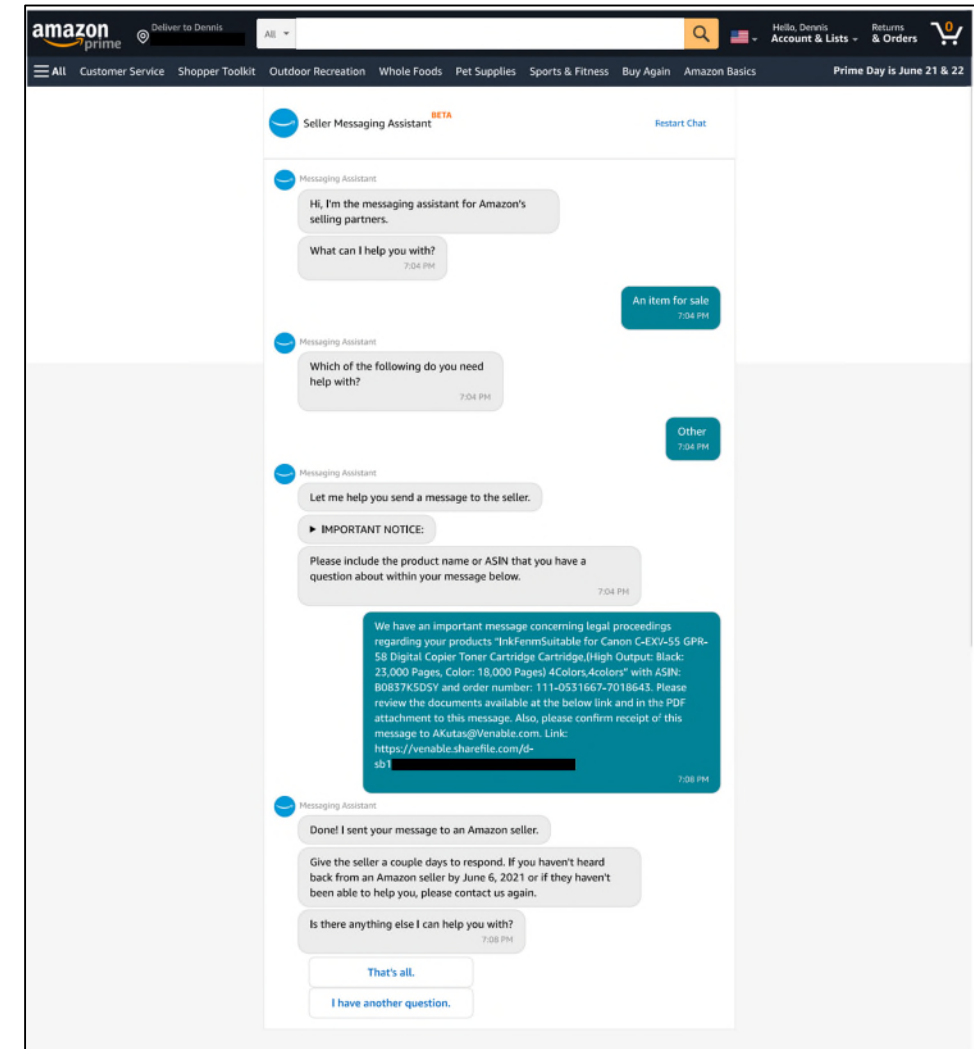 amazon prime
Deliver to Dennis
All
Hello, Dennis
Account & Lists
Returns
& Orders
0
All Customer Service Shopper Toolkit Outdoor Recreation Whole Foods Pet Supplies Sports & Fitness Buy Again Amazon Basics Prime Day is June 21 & 22
Seller Messaging Assistant BETA
Restart Chat
Messaging Assistant
Hi, I'm the messaging assistant for Amazon's
selling partners.
What can I help you with?
7:04 PM
An item for sale
7:04 PM
Messaging Assistant
Which of the following do you need
help with?
7:04 PM
Other
7:04 PM
Messaging Assistant
Let me help you send a message to the seller.
▶ IMPORTANT NOTICE:
Please include the product name or ASIN that you have a
question about within your message below.
7:04 PM
We have an important message concerning legal proceedings
regarding your products "InkFenmSuitable for Canon C-EXV-55 GPR-
58 Digital Copier Toner Cartridge Cartridge,(High Output: Black:
23,000 Pages, Color: 18,000 Pages) 4Colors,4colors" with ASIN:
B0837K5DSY and order number: 111-0531667-7018643. Please
review the documents available at the below link and in the PDF
attachment to this message. Also, please confirm receipt of this
message to AKutas@Venable.com. Link:
https://venable.sharefile.com/d-
sb1
7:08 PM
Messaging Assistant
Done! I sent your message to an Amazon seller.
Give the seller a couple days to respond. If you haven't heard
back from an Amazon seller by June 6, 2021 or if they haven't
been able to help you, please contact us again.
Is there anything else I can help you with?
7:08 PM
That's all.
I have another question.